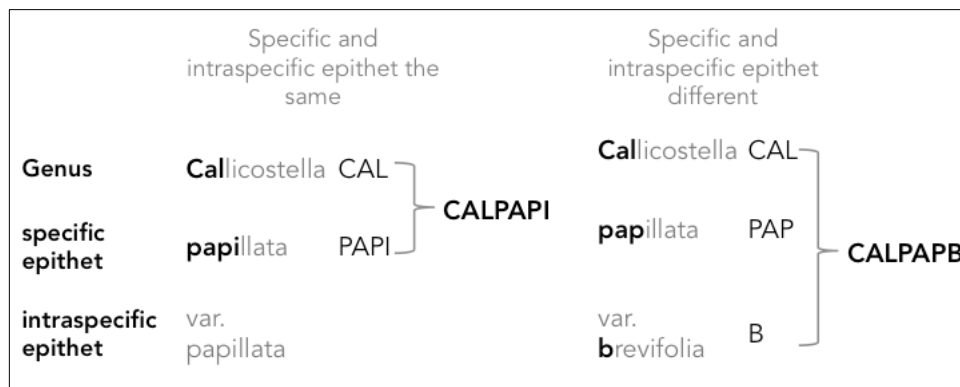 Specific and
intraspecific epithet the
same
Specific and
intraspecific epithet
different
Genus
Callicostella CAL
Callicostella CAL
CALPAPI
specific
epithet
papillata PAPI
papillata PAP
CALPAPB
intraspecific
epithet
var.
papillata
var.
brevifolia B